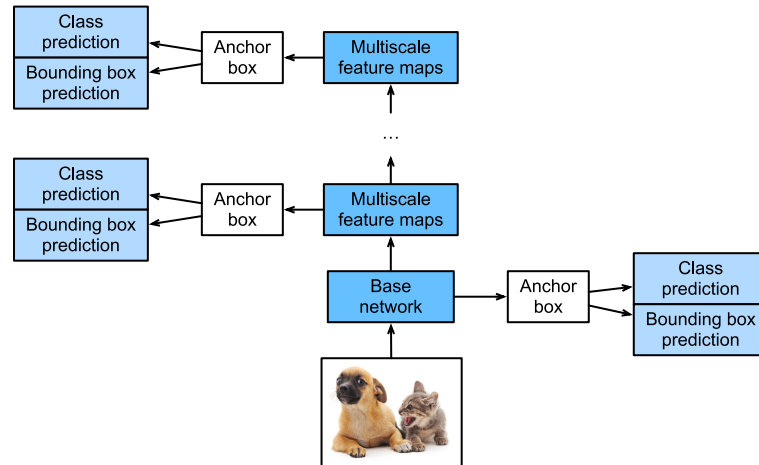 Class
prediction
Bounding box
prediction
Anchor
box
Multiscale
feature maps
...
Class
prediction
Bounding box
prediction
Anchor
box
Multiscale
feature maps
Base
network
Anchor
box
Class
prediction
Bounding box
prediction